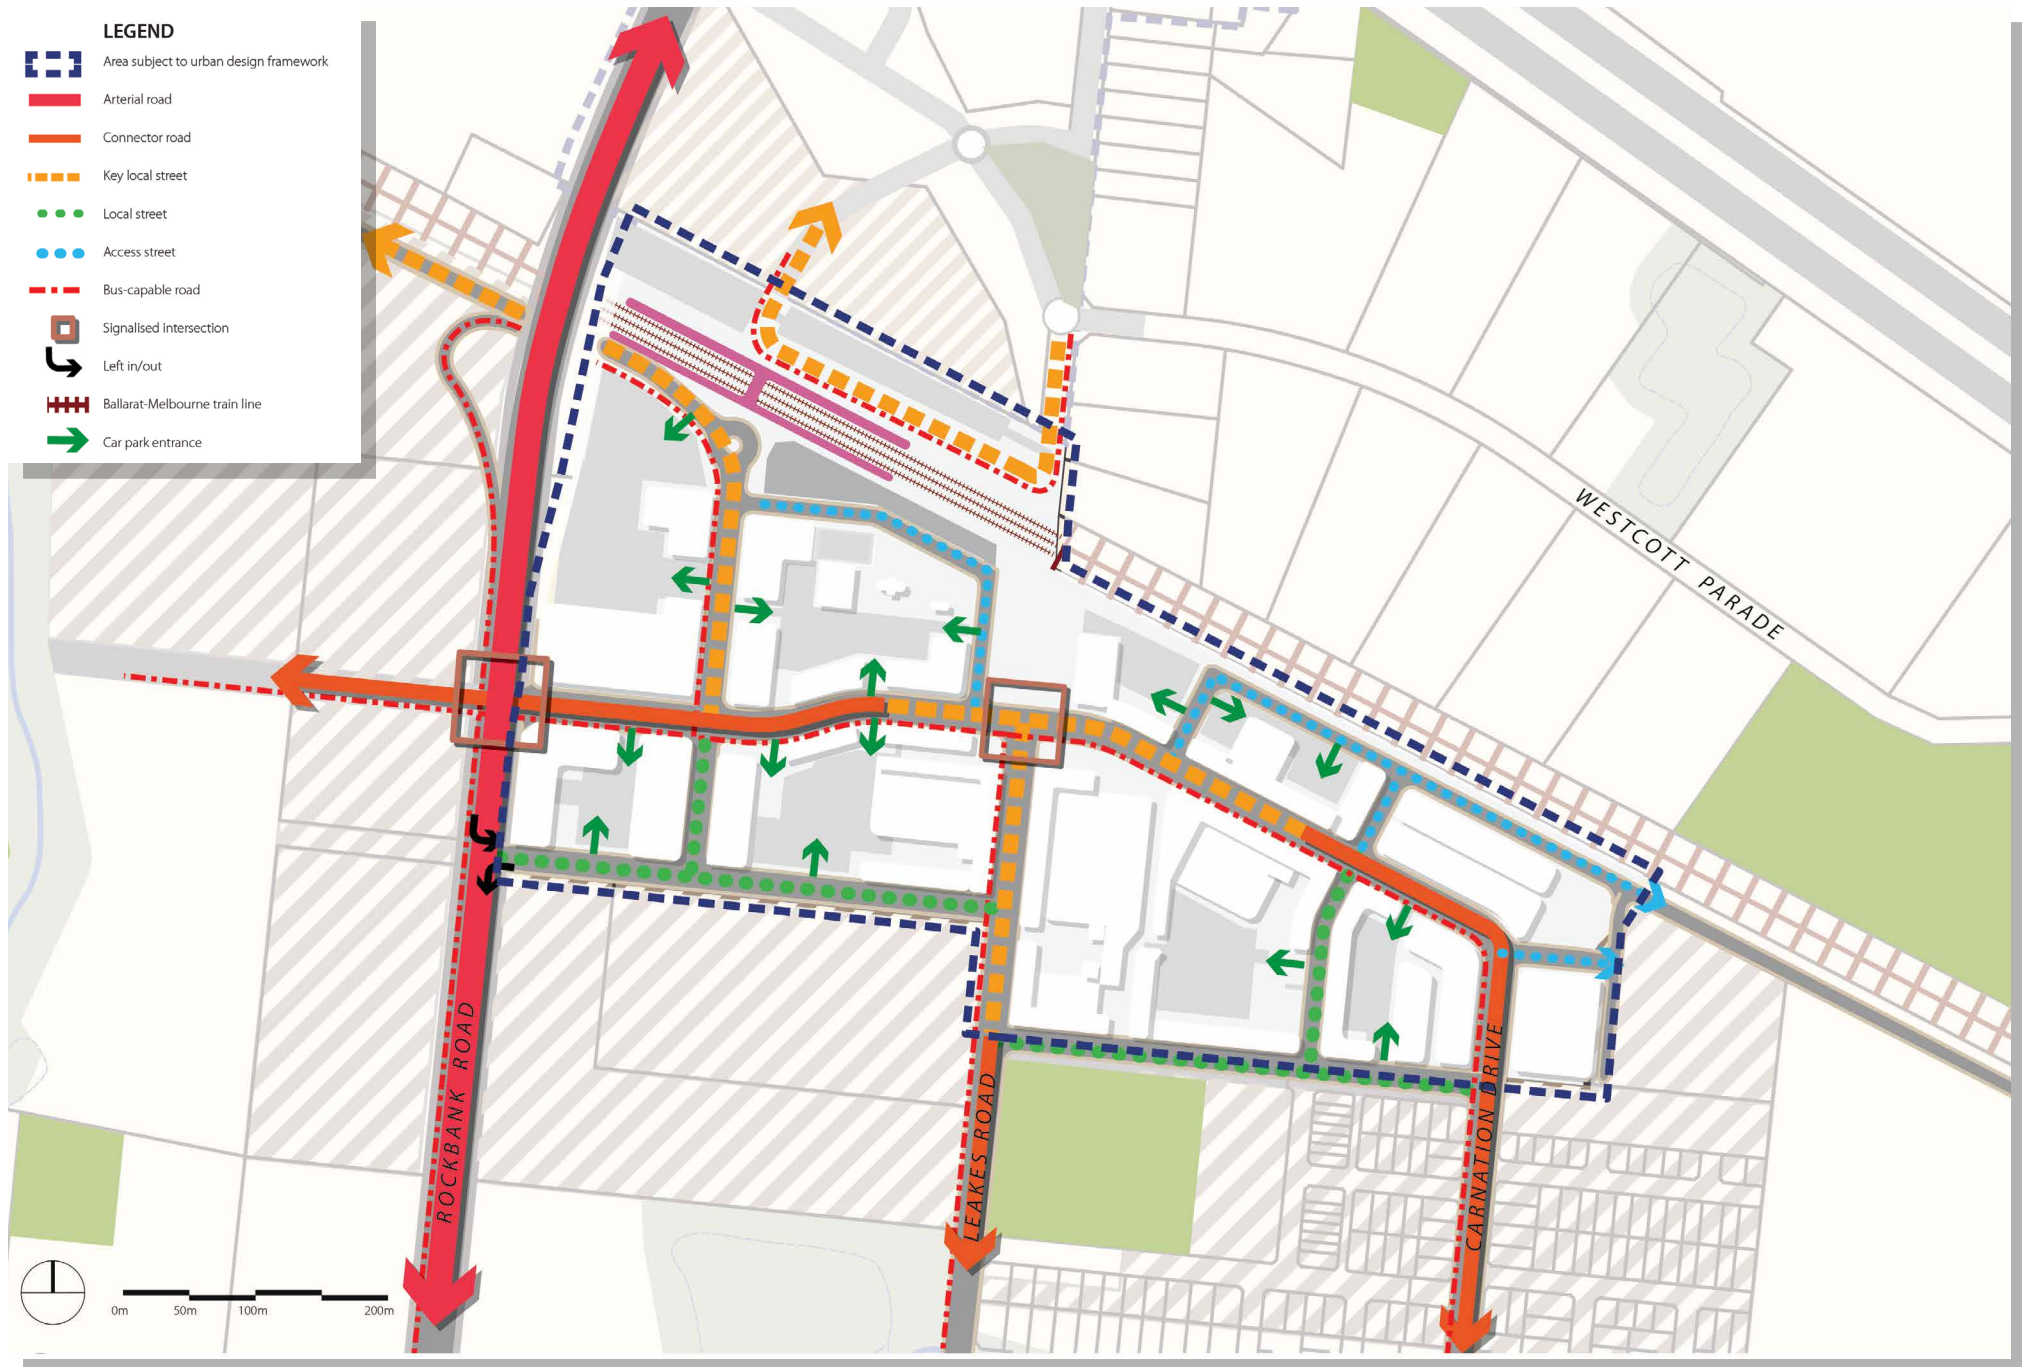 LEGEND
Area subject to urban design framework
Arterial road
Connector road
Key local street
Local street
Access street
Bus-capable road
Signalised intersection
Left in/out
Ballarat-Melbourne train line
Car park entrance
WESTCOTT PARADE
ROCKBANK ROAD
LEAKES ROAD
CARNATION DRIVE
0m 50m 100m 200m